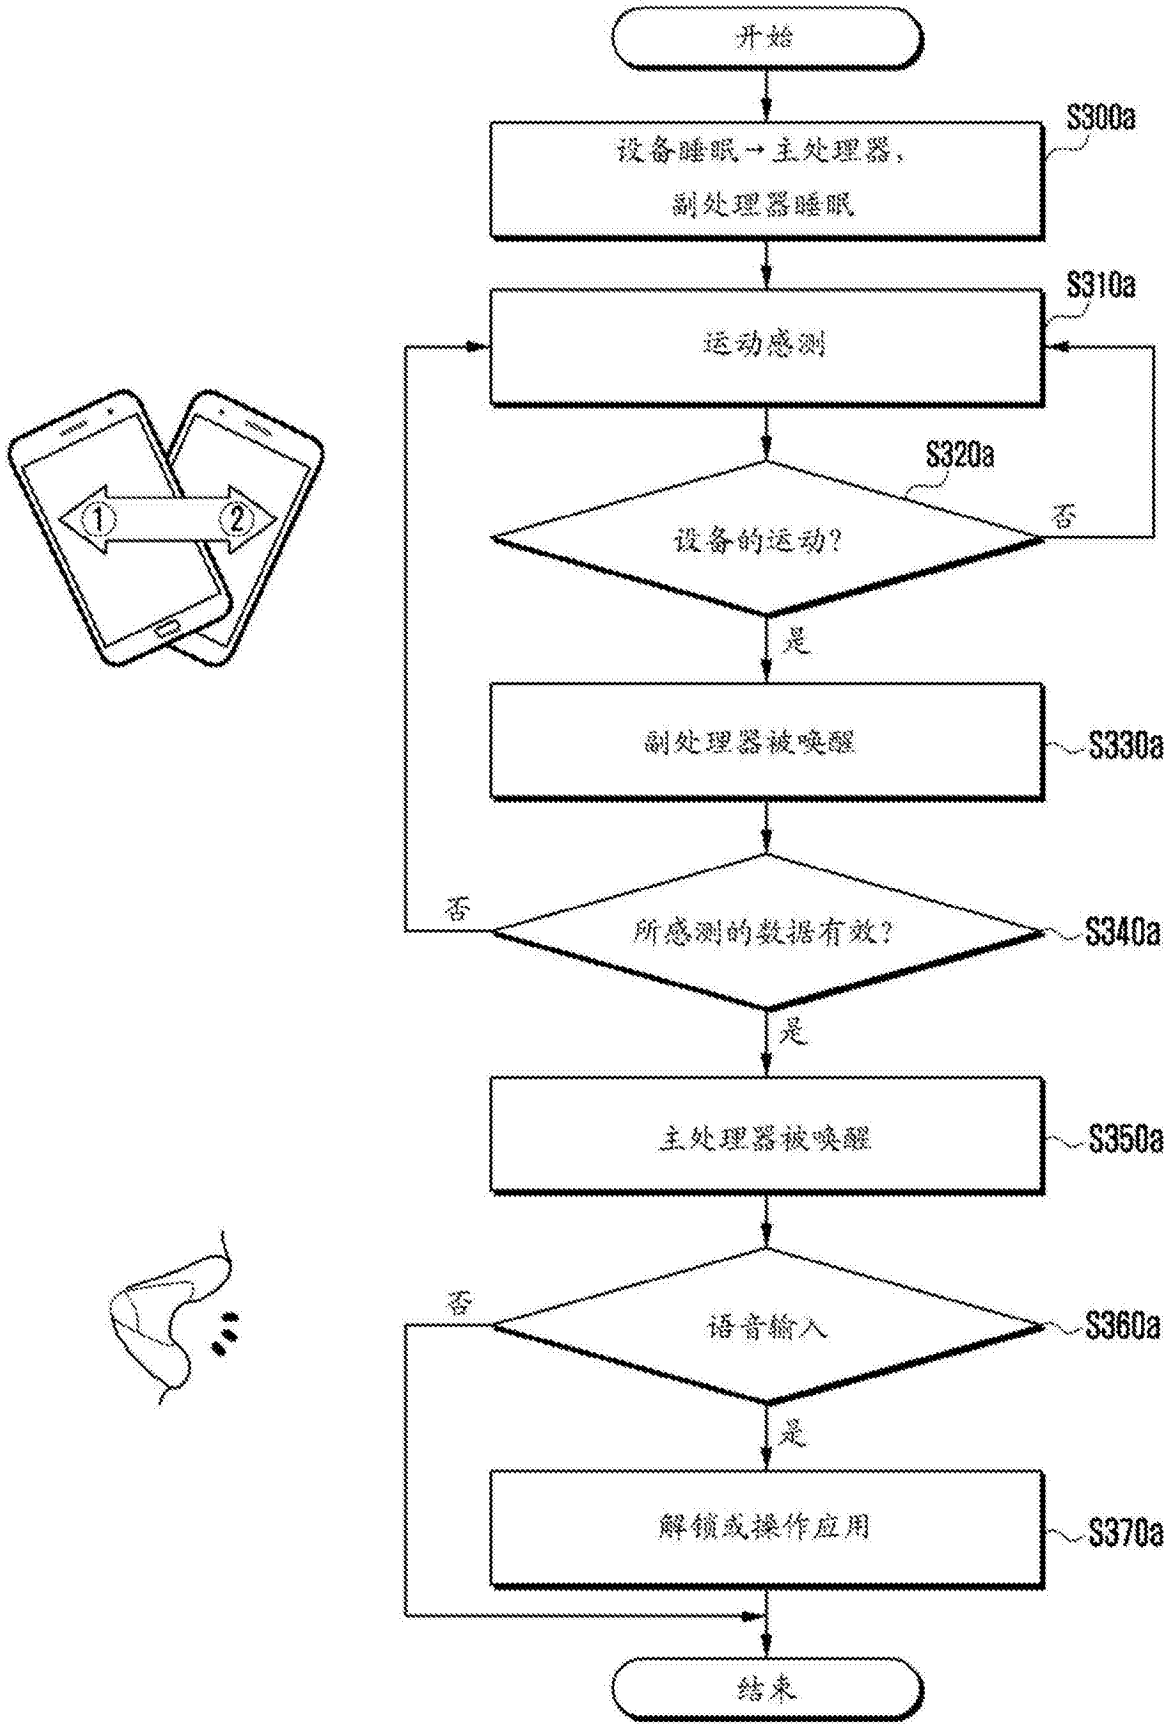 开始
S300a
设备睡眠→主处理器，
副处理器睡眠
S310a
运动感测
S320a
① ②
设备的运动?
否
是
副处理器被唤醒
S330a
否
所感测的数据有效?
S340a
是
主处理器被唤醒
S350a
否
语音输入
S360a
是
解锁或操作应用
S370a
结束